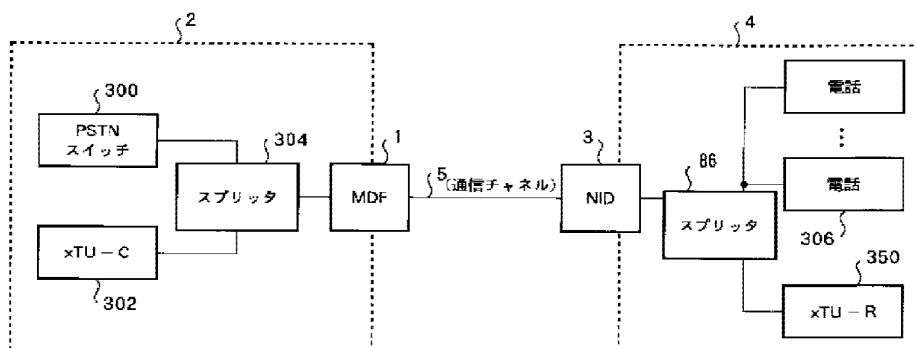 2
4
300
PSTN
スイッチ
304
スプリッタ
1
MDF
5(通信チャネル)
3
NID
86
スプリッタ
電話
⋮
電話
306
xTU-C
302
350
xTU-R